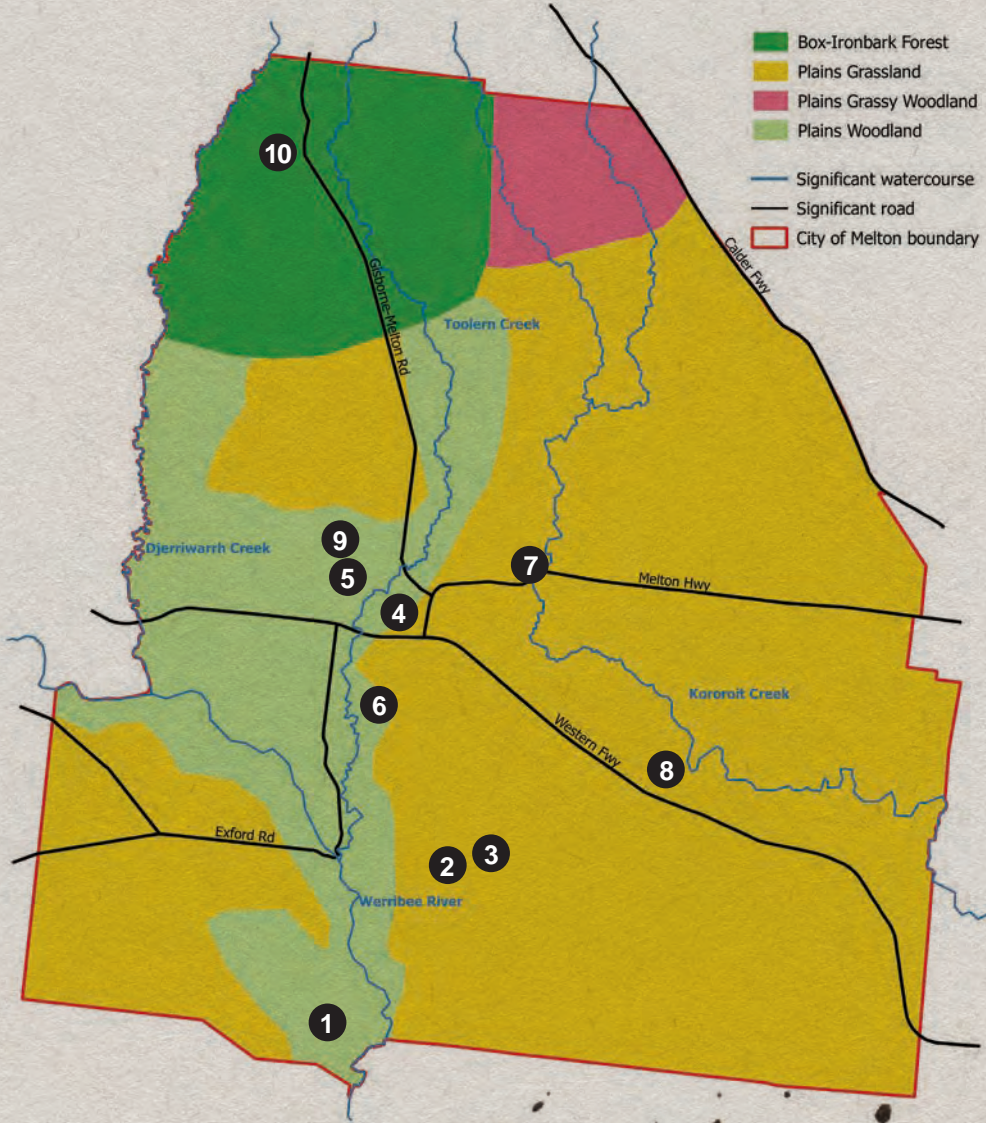 Box-Ironbark Forest
Plains Grassland
Plains Grassy Woodland
Plains Woodland
Significant watercourse
Significant road
City of Melton boundary
10
Calder Fwy
Gisborne-Melton Rd
Toolern Creek
9
Djerriwarrh Creek
7
5
Melton Hwy
4
6
Kororoit Creek
Western Fwy
8
Exford Rd
3
2
Werribee River
1